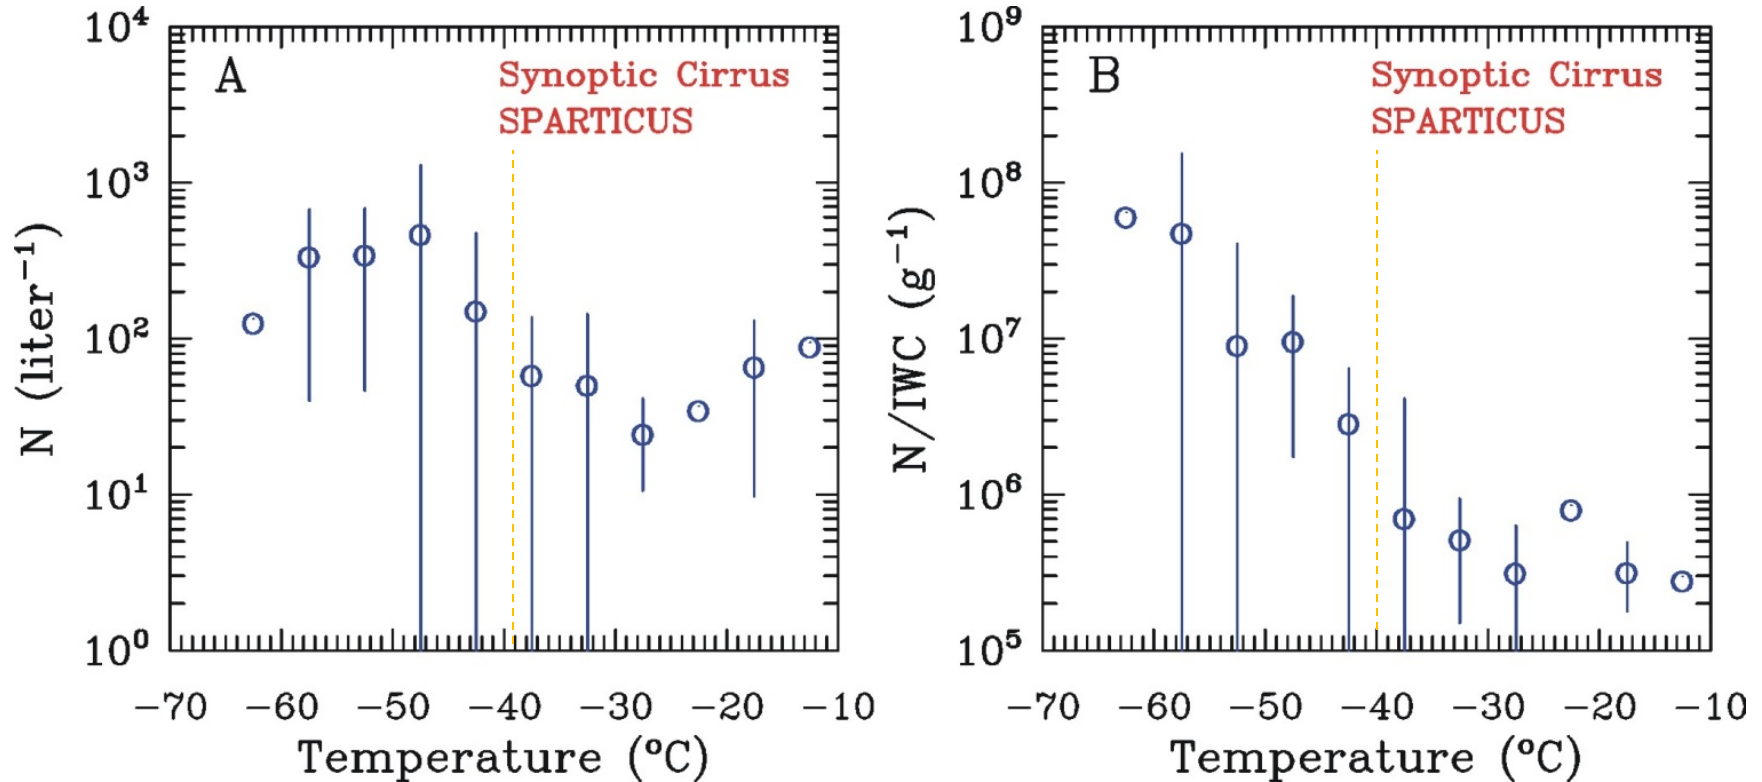 A
Synoptic Cirrus
SPARTICUS
N (liter⁻¹)
10⁴
10³
10²
10¹
10⁰
−70 −60 −50 −40 −30 −20 −10
Temperature (°C)
B
Synoptic Cirrus
SPARTICUS
N/IWC (g⁻¹)
10⁹
10⁸
10⁷
10⁶
10⁵
−70 −60 −50 −40 −30 −20 −10
Temperature (°C)